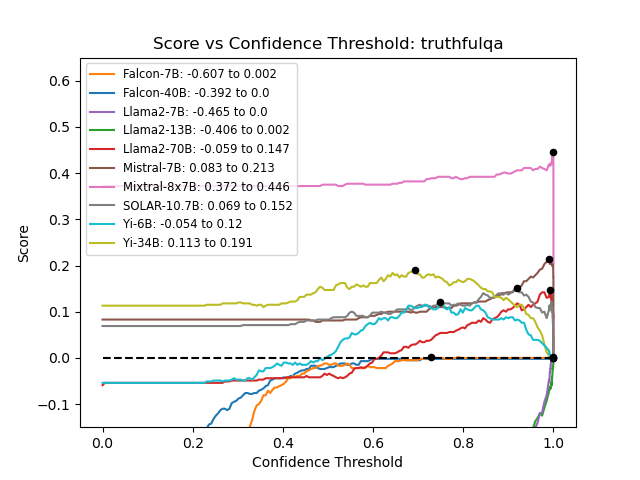 Score vs Confidence Threshold: truthfulqa
Falcon-7B: -0.607 to 0.002
Falcon-40B: -0.392 to 0.0
Llama2-7B: -0.465 to 0.0
Llama2-13B: -0.406 to 0.002
Llama2-70B: -0.059 to 0.147
Mistral-7B: 0.083 to 0.213
Mixtral-8x7B: 0.372 to 0.446
SOLAR-10.7B: 0.069 to 0.152
Yi-6B: -0.054 to 0.12
Yi-34B: 0.113 to 0.191
Score
0.6
0.5
0.4
0.3
0.2
0.1
0.0
−0.1
0.0 0.2 0.4 0.6 0.8 1.0
Confidence Threshold